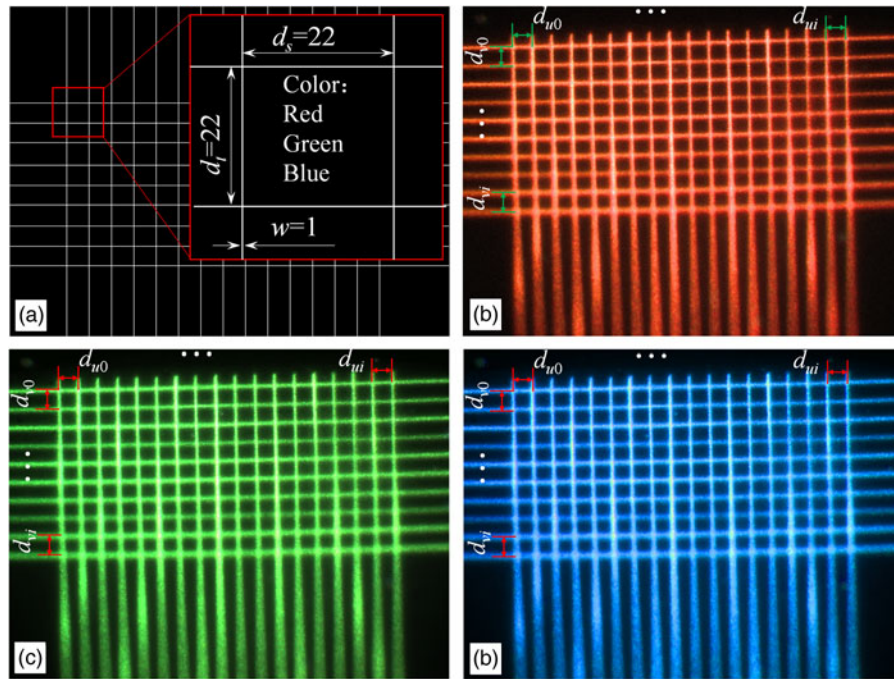 d_s=22
d_l=22
Color:
Red
Green
Blue
w=1
(a)
d_u0
...
d_ui
d_v0
...
d_vi
(b)
d_u0
...
d_ui
d_v0
...
d_vi
(c)
d_u0
...
d_ui
d_v0
...
d_vi
(b)